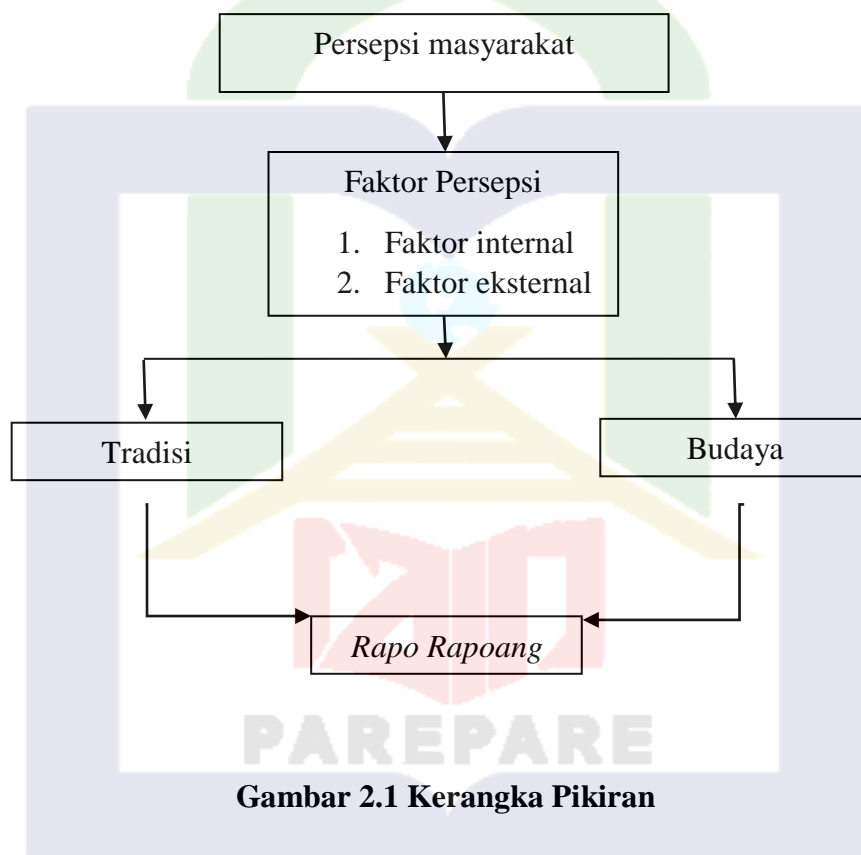 Persepsi masyarakat
Faktor Persepsi
1. Faktor internal
2. Faktor eksternal
Tradisi
Budaya
Rapo Rapoang
PAREPARE
Gambar 2.1 Kerangka Pikiran